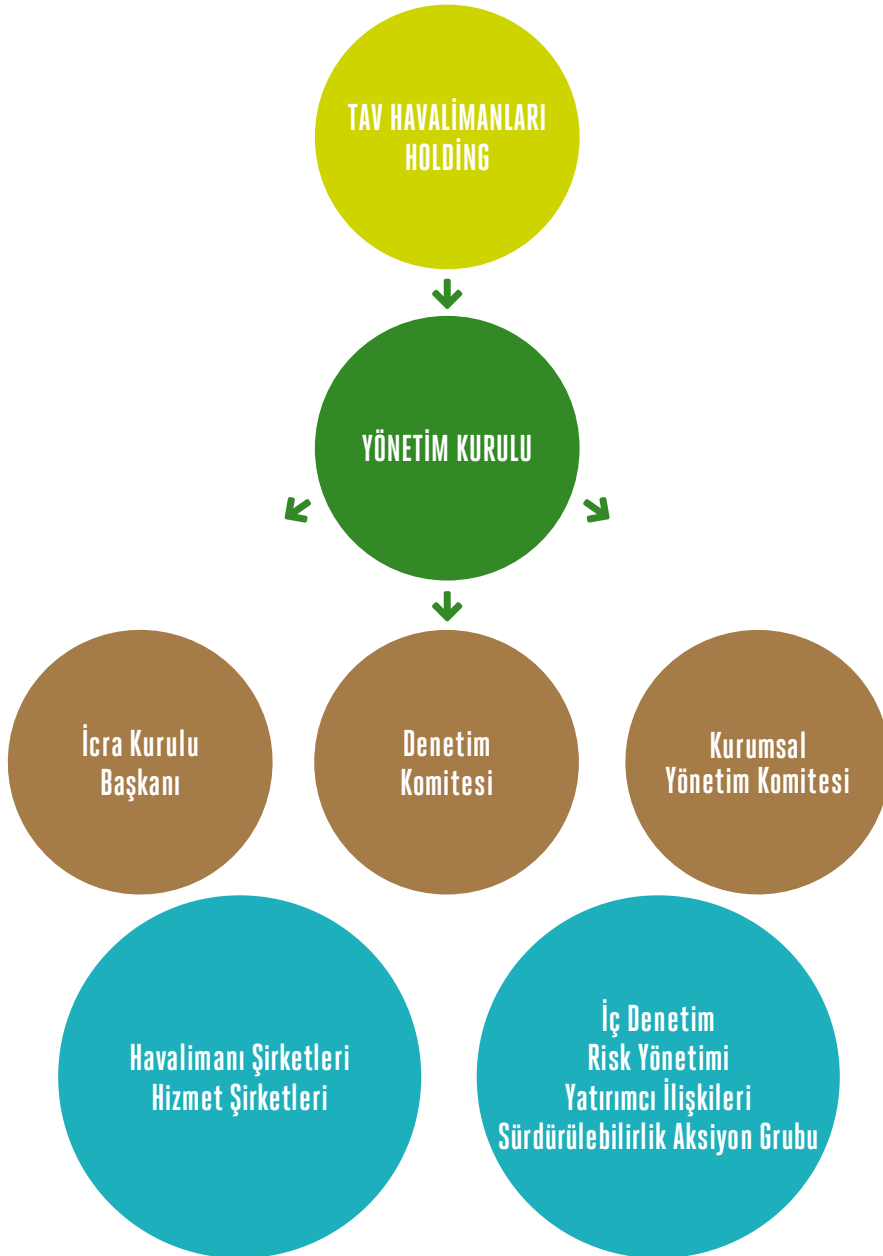 TAV HAVALİMANLARI
HOLDİNG
YÖNETİM KURULU
İcra Kurulu
Başkanı
Denetim
Komitesi
Kurumsal
Yönetim Komitesi
Havalimanı Şirketleri
Hizmet Şirketleri
İç Denetim
Risk Yönetimi
Yatırımcı İlişkileri
Sürdürülebilirlik Aksiyon Grubu